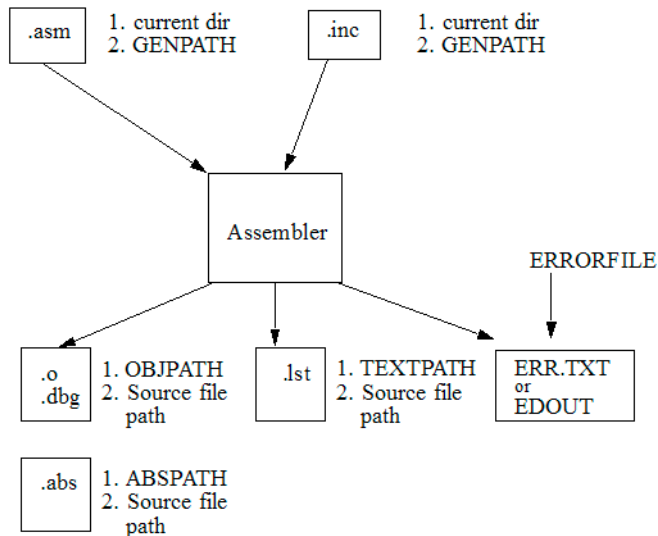 .asm
1. current dir
2. GENPATH
.inc
1. current dir
2. GENPATH
Assembler
ERRORFILE
.o
.dbg
1. OBJPATH
2. Source file
path
.lst
1. TEXTPATH
2. Source file
path
ERR.TXT
or
EDOUT
.abs
1. ABSPATH
2. Source file
path